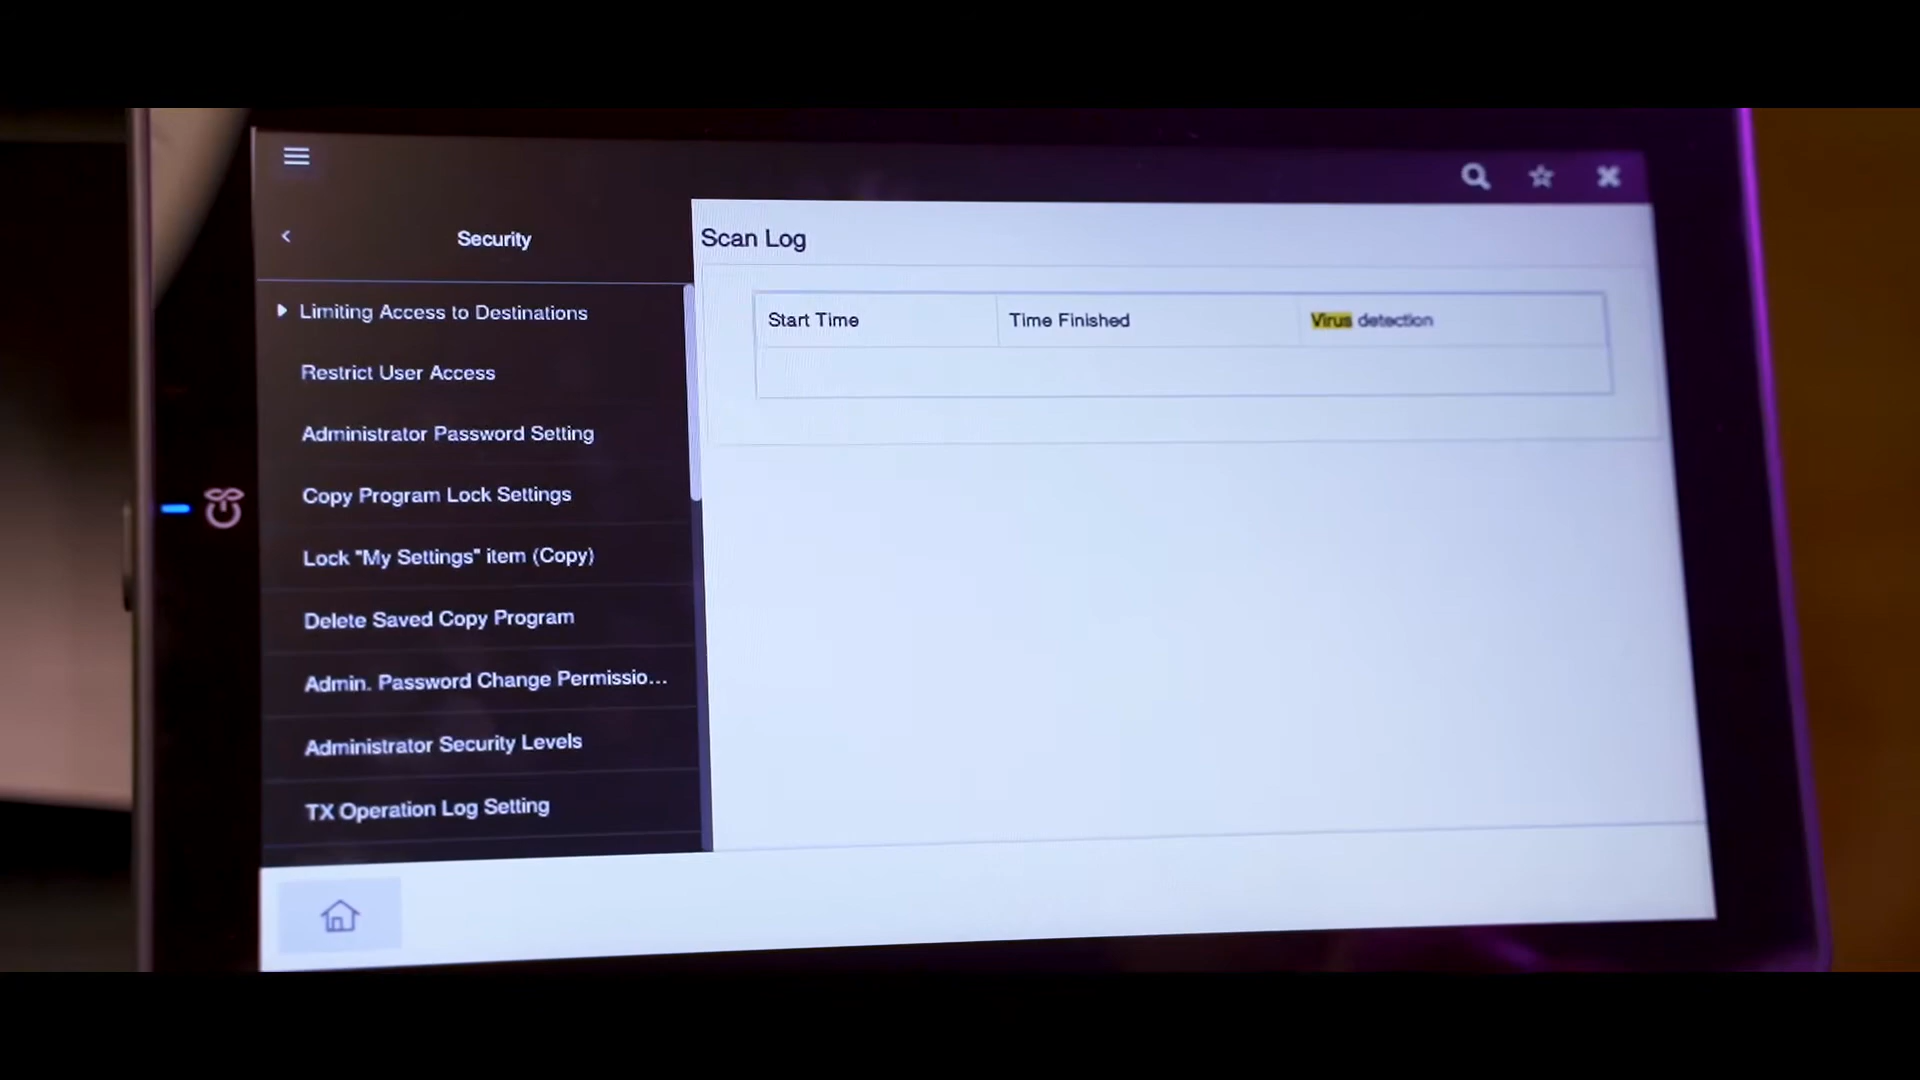 Security
Limiting Access to Destinations
Restrict User Access
Administrator Password Setting
Copy Program Lock Settings
Lock "My Settings" item (Copy)
Delete Saved Copy Program
Admin. Password Change Permissio...
Administrator Security Levels
TX Operation Log Setting
Scan Log
Start Time Time Finished Virus detection